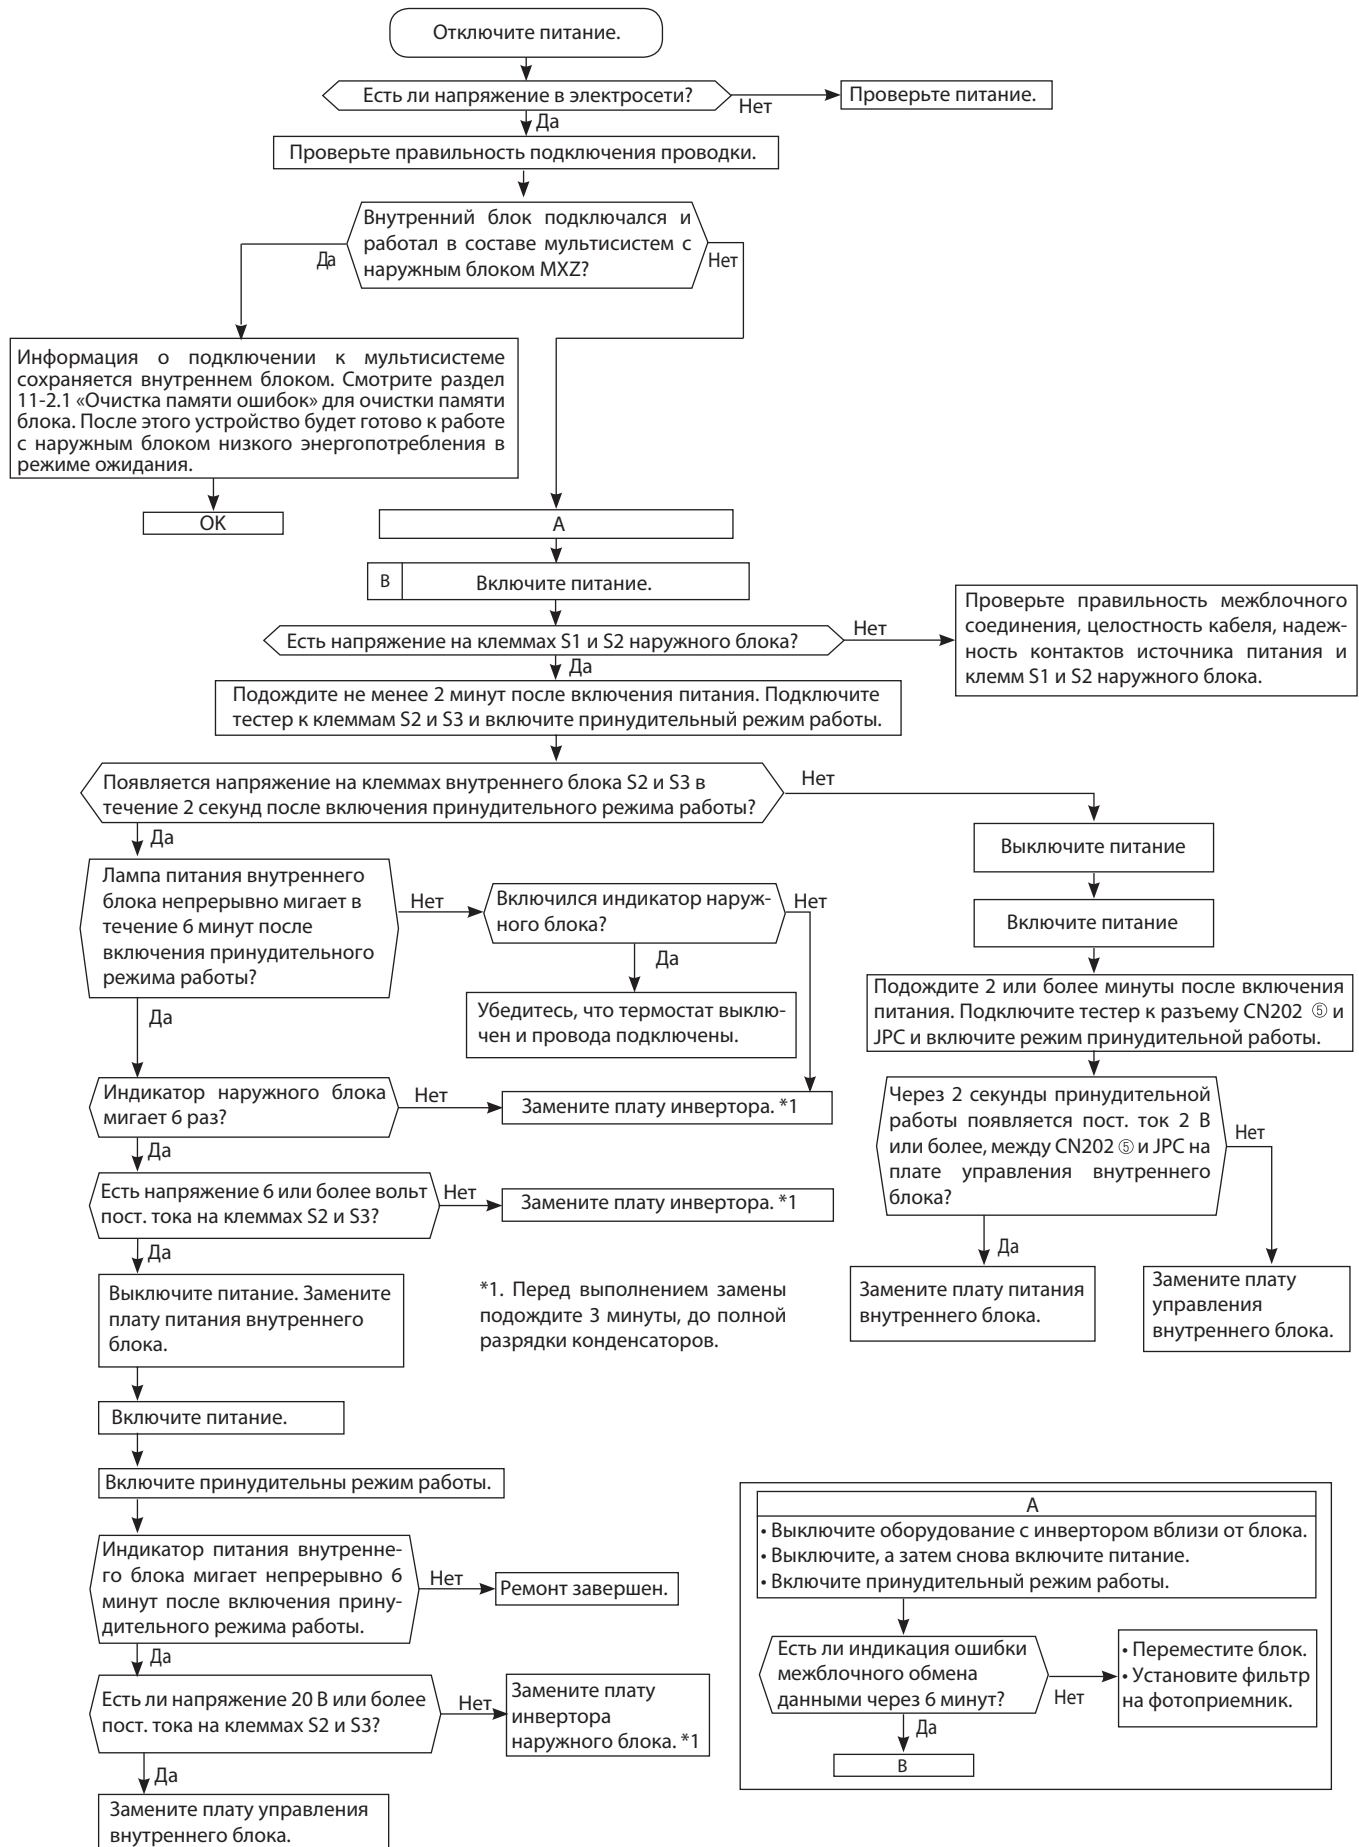 Отключите питание.
Есть ли напряжение в электросети?
Нет
Проверьте питание.
Да
Проверьте правильность подключения проводки.
Внутренний блок подключался и
работал в составе мультисистем с
наружным блоком MXZ?
Да
Нет
Информация о подключении к мультисистеме
сохраняется внутреннем блоком. Смотрите раздел
11-2.1 «Очистка памяти ошибок» для очистки памяти
блока. После этого устройство будет готово к работе
с наружным блоком низкого энергопотребления в
режиме ожидания.
OK
A
B
Включите питание.
Есть напряжение на клеммах S1 и S2 наружного блока?
Нет
Проверьте правильность межблочного
соединения, целостность кабеля, надеж-
ность контактов источника питания и
клемм S1 и S2 наружного блока.
Да
Подождите не менее 2 минут после включения питания. Подключите
тестер к клеммам S2 и S3 и включите принудительный режим работы.
Появляется напряжение на клеммах внутреннего блока S2 и S3 в
течение 2 секунд после включения принудительного режима работы?
Нет
Да
Выключите питание
Включите питание
Подождите 2 или более минуты после включения
питания. Подключите тестер к разъему CN202 ⑤ и
JPC и включите режим принудительной работы.
Через 2 секунды принудительной
работы появляется пост. ток 2 В
или более, между CN202 ⑤ и JPC на
плате управления внутреннего
блока?
Нет
Да
Замените плату питания
внутреннего блока.
Замените плату
управления
внутреннего блока.
Лампа питания внутреннего
блока непрерывно мигает в
течение 6 минут после
включения принудительного
режима работы?
Нет
Включился индикатор наруж-
ного блока?
Нет
Да
Убедитесь, что термостат выклю-
чен и провода подключены.
Да
Индикатор наружного блока
мигает 6 раз?
Нет
Замените плату инвертора. *1
Да
Есть напряжение 6 или более вольт
пост. тока на клеммах S2 и S3?
Нет
Замените плату инвертора. *1
Да
Выключите питание. Замените
плату питания внутреннего
блока.
*1. Перед выполнением замены
подождите 3 минуты, до полной
разрядки конденсаторов.
Включите питание.
Включите принудительны режим работы.
Индикатор питания внутренне-
го блока мигает непрерывно 6
минут после включения прину-
дительного режима работы.
Нет
Ремонт завершен.
Да
Есть ли напряжение 20 В или более
пост. тока на клеммах S2 и S3?
Нет
Замените плату
инвертора
наружного блока. *1
Да
Замените плату управления
внутреннего блока.
A
• Выключите оборудование с инвертором вблизи от блока.
• Выключите, а затем снова включите питание.
• Включите принудительный режим работы.
Есть ли индикация ошибки
межблочного обмена
данными через 6 минут?
Нет
• Переместите блок.
• Установите фильтр
на фотоприемник.
Да
B